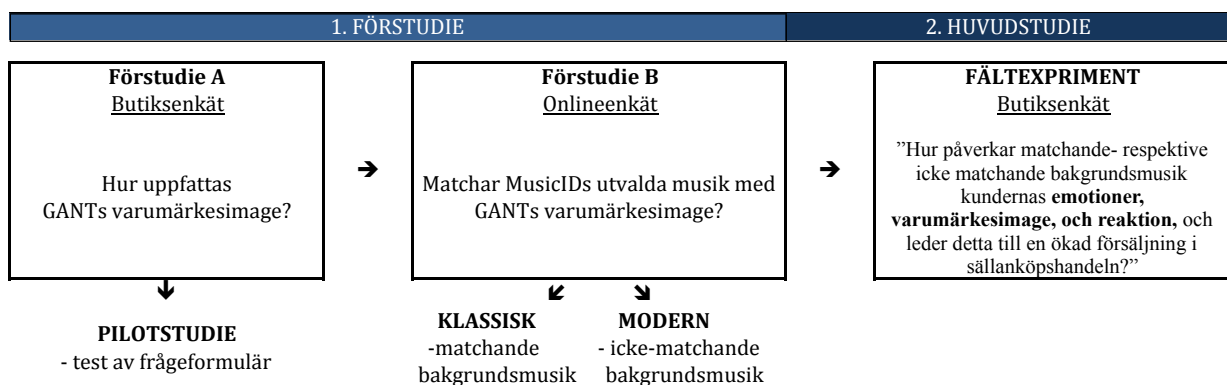 1. FÖRSTUDIE
2. HUVUDSTUDIE
Förstudie A
Butiksenkät
Hur uppfattas
GANTs varumärkesimage?
Förstudie B
Onlineenkät
Matchar MusicIDs utvalda musik med
GANTs varumärkesimage?
FÄLTEXPRIMENT
Butiksenkät
”Hur påverkar matchande- respektive
icke matchande bakgrundsmusik
kundernas emotioner,
varumärkesimage, och reaktion, och
leder detta till en ökad försäljning i
sällanköpshandeln?”
PILOTSTUDIE
- test av frågeformulär
KLASSISK
-matchande
bakgrundsmusik
MODERN
- icke-matchande
bakgrundsmusik